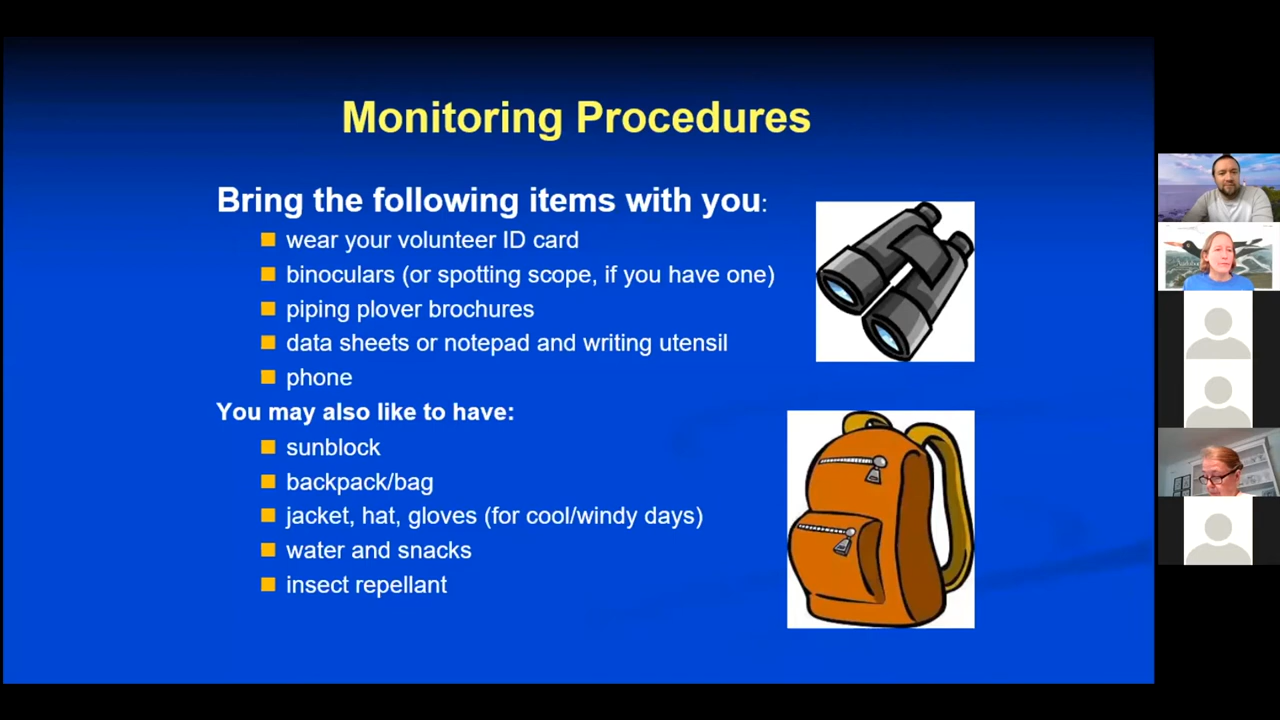 Monitoring Procedures
Bring the following items with you:
wear your volunteer ID card
binoculars (or spotting scope, if you have one)
piping plover brochures
data sheets or notepad and writing utensil
phone
You may also like to have:
sunblock
backpack/bag
jacket, hat, gloves (for cool/windy days)
water and snacks
insect repellant